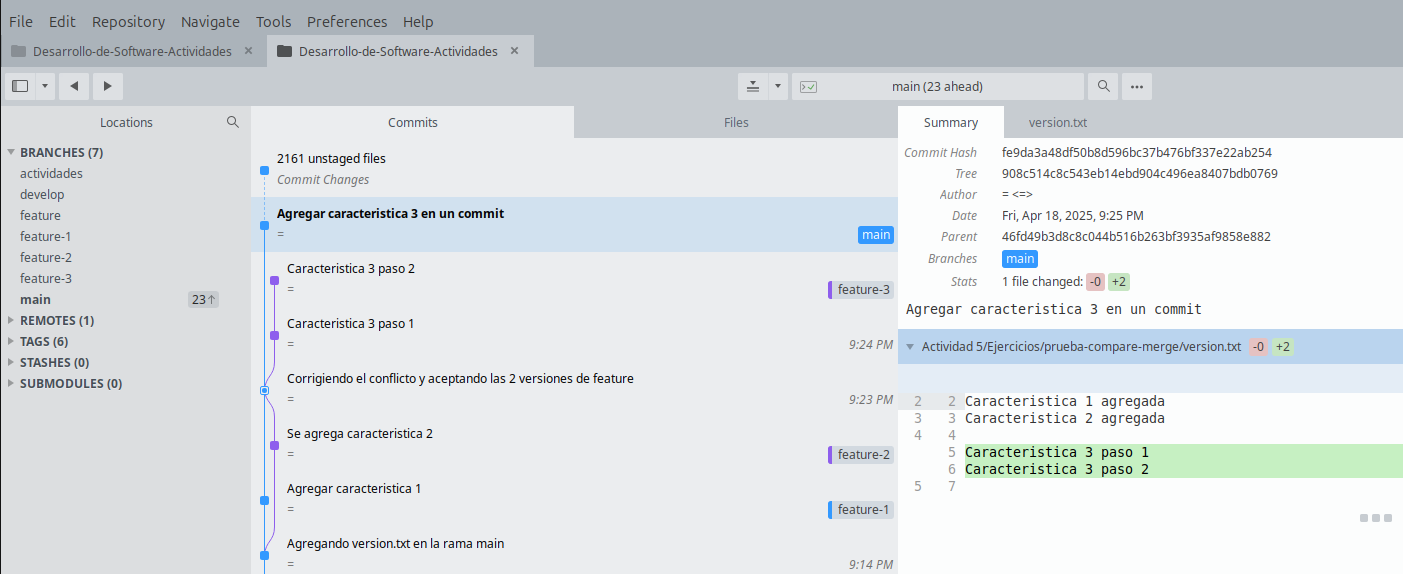 File Edit Repository Navigate Tools Preferences Help
Desarrollo-de-Software-Actividades × Desarrollo-de-Software-Actividades ×
main (23 ahead)
Locations
BRANCHES (7)
actividades
develop
feature
feature-1
feature-2
feature-3
main 23↑
REMOTES (1)
TAGS (6)
STASHES (0)
SUBMODULES (0)
Commits Files
2161 unstaged files
Commit Changes
Agregar caracteristica 3 en un commit
= main
Caracteristica 3 paso 2
= feature-3
Caracteristica 3 paso 1
= 9:24 PM
Corrigiendo el conflicto y aceptando las 2 versiones de feature
= 9:23 PM
Se agrega caracteristica 2
= feature-2
Agregar caracteristica 1
= feature-1
Agregando version.txt en la rama main
= 9:14 PM
Summary version.txt
Commit Hash fe9da3a48df50b8d596bc37b476bf337e22ab254
Tree 908c514c8c543eb14ebd904c496ea8407bdb0769
Author = <=>
Date Fri, Apr 18, 2025, 9:25 PM
Parent 46fd49b3d8c8c044b516b263bf3935af9858e882
Branches main
Stats 1 file changed: -0 +2
Agregar caracteristica 3 en un commit
Actividad 5/Ejercicios/prueba-compare-merge/version.txt -0 +2
2 2 Caracteristica 1 agregada
3 3 Caracteristica 2 agregada
4 4
5 Caracteristica 3 paso 1
6 Caracteristica 3 paso 2
5 7